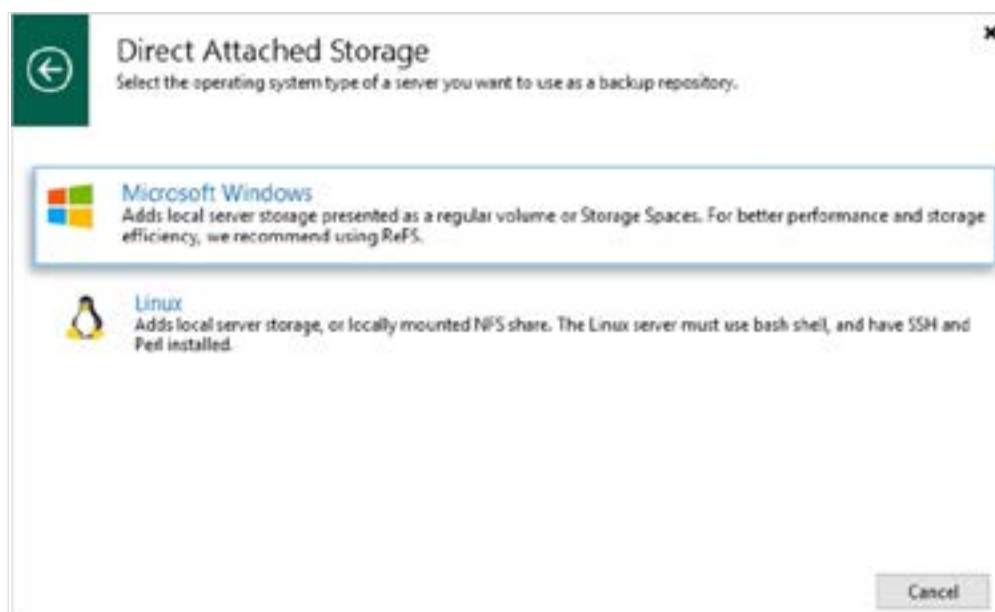 Direct Attached Storage
Select the operating system type of a server you want to use as a backup repository.
Microsoft Windows
Adds local server storage presented as a regular volume or Storage Spaces. For better performance and storage
efficiency, we recommend using ReFS.
Linux
Adds local server storage, or locally mounted NFS share. The Linux server must use bash shell, and have SSH and
Perl installed.
Cancel